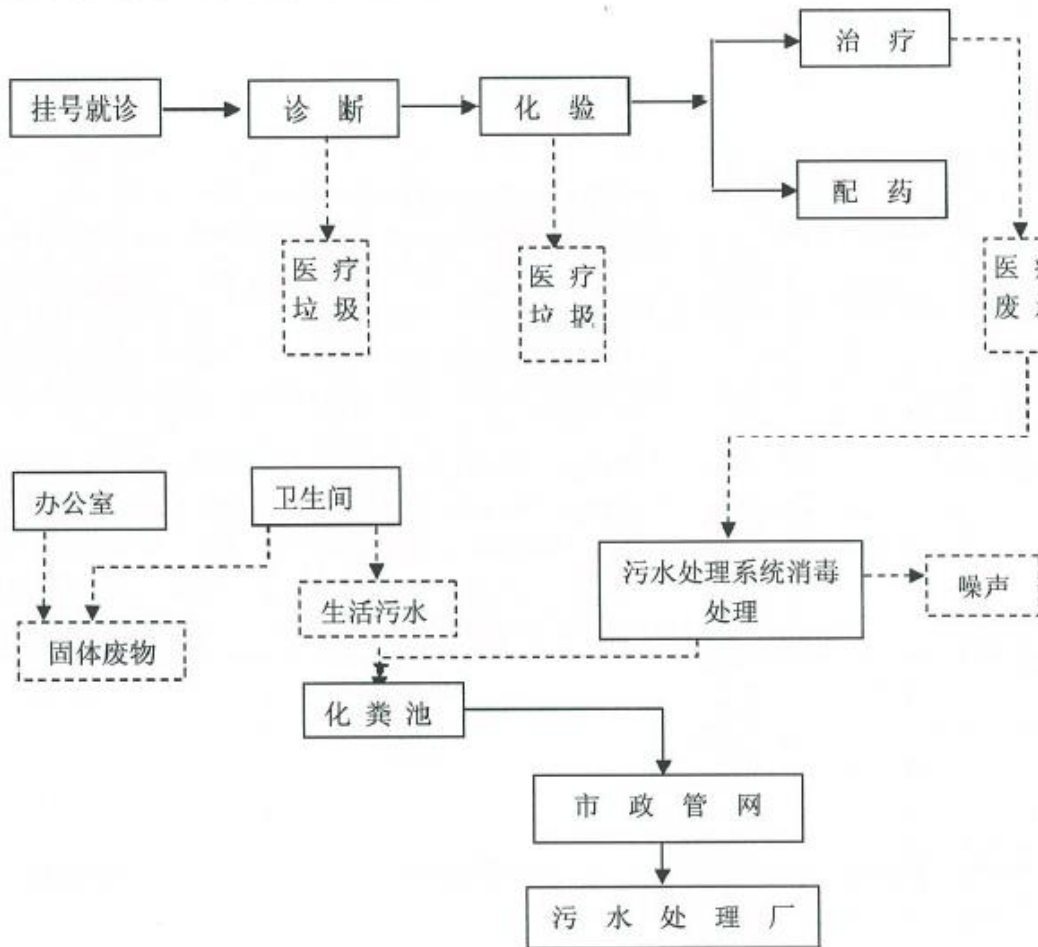 治 疗
挂号就诊
诊 断
化 验
配 药
医 疗
垃 圾
医 疗
垃 圾
医
废
办公室
卫生间
污水处理系统消毒
处理
噪声
生活污水
固体废物
化 粪 池
市 政 管 网
污 水 处 理 厂